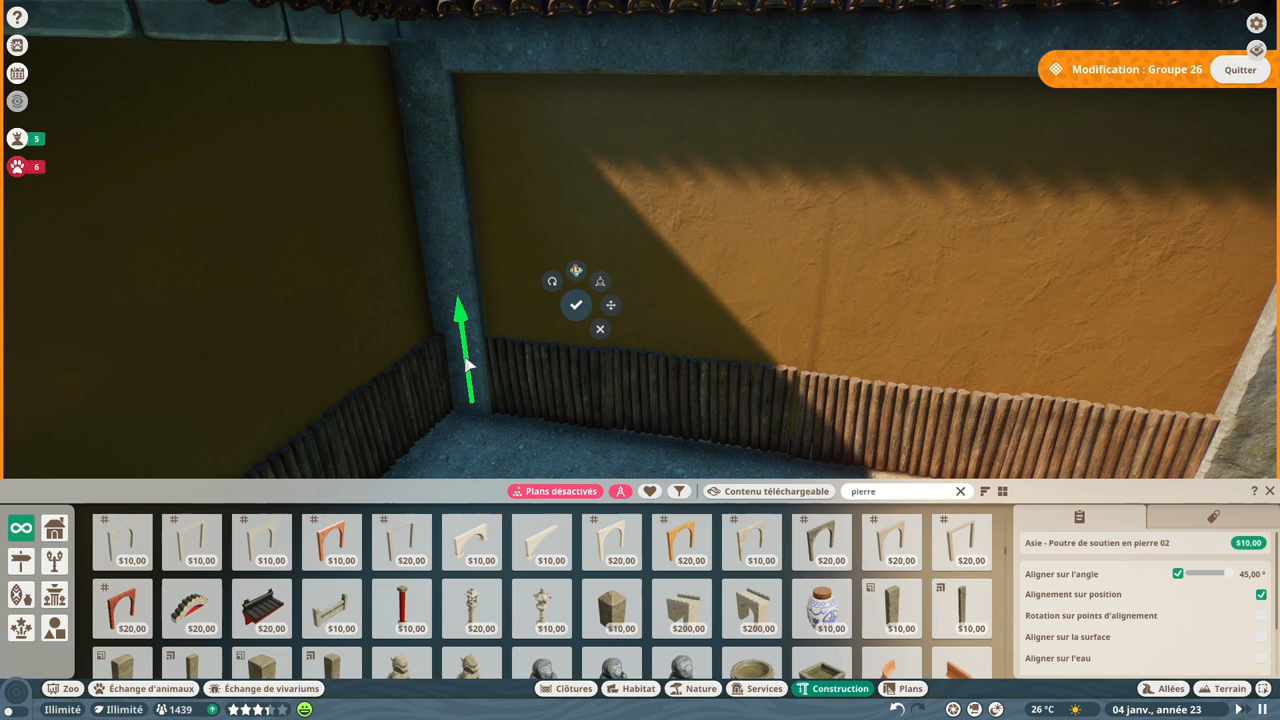 ?
5
6
Modification : Groupe 26
Quitter
Plans désactivés
Contenu téléchargeable
pierre
?
$10,00 $10,00 $10,00 $10,00 $20,00 $10,00 $10,00 $20,00 $20,00 $20,00 $20,00 $20,00 $20,00
$20,00 $20,00 $20,00 $10,00 $10,00 $10,00 $10,00 $10,00 $200,00 $200,00 $10,00 $10,00 $10,00
Asie - Poutre de soutien en pierre 02
$10,00
Aligner sur l'angle
45,00 °
Alignement sur position
Rotation sur points d'alignement
Aligner sur la surface
Aligner sur l'eau
Zoo
Échange d'animaux
Échange de vivariums
Clôtures
Habitat
Nature
Services
Construction
Plans
Allées
Terrain
Illimité
Illimité
1439
26 °C
04 janv., année 23